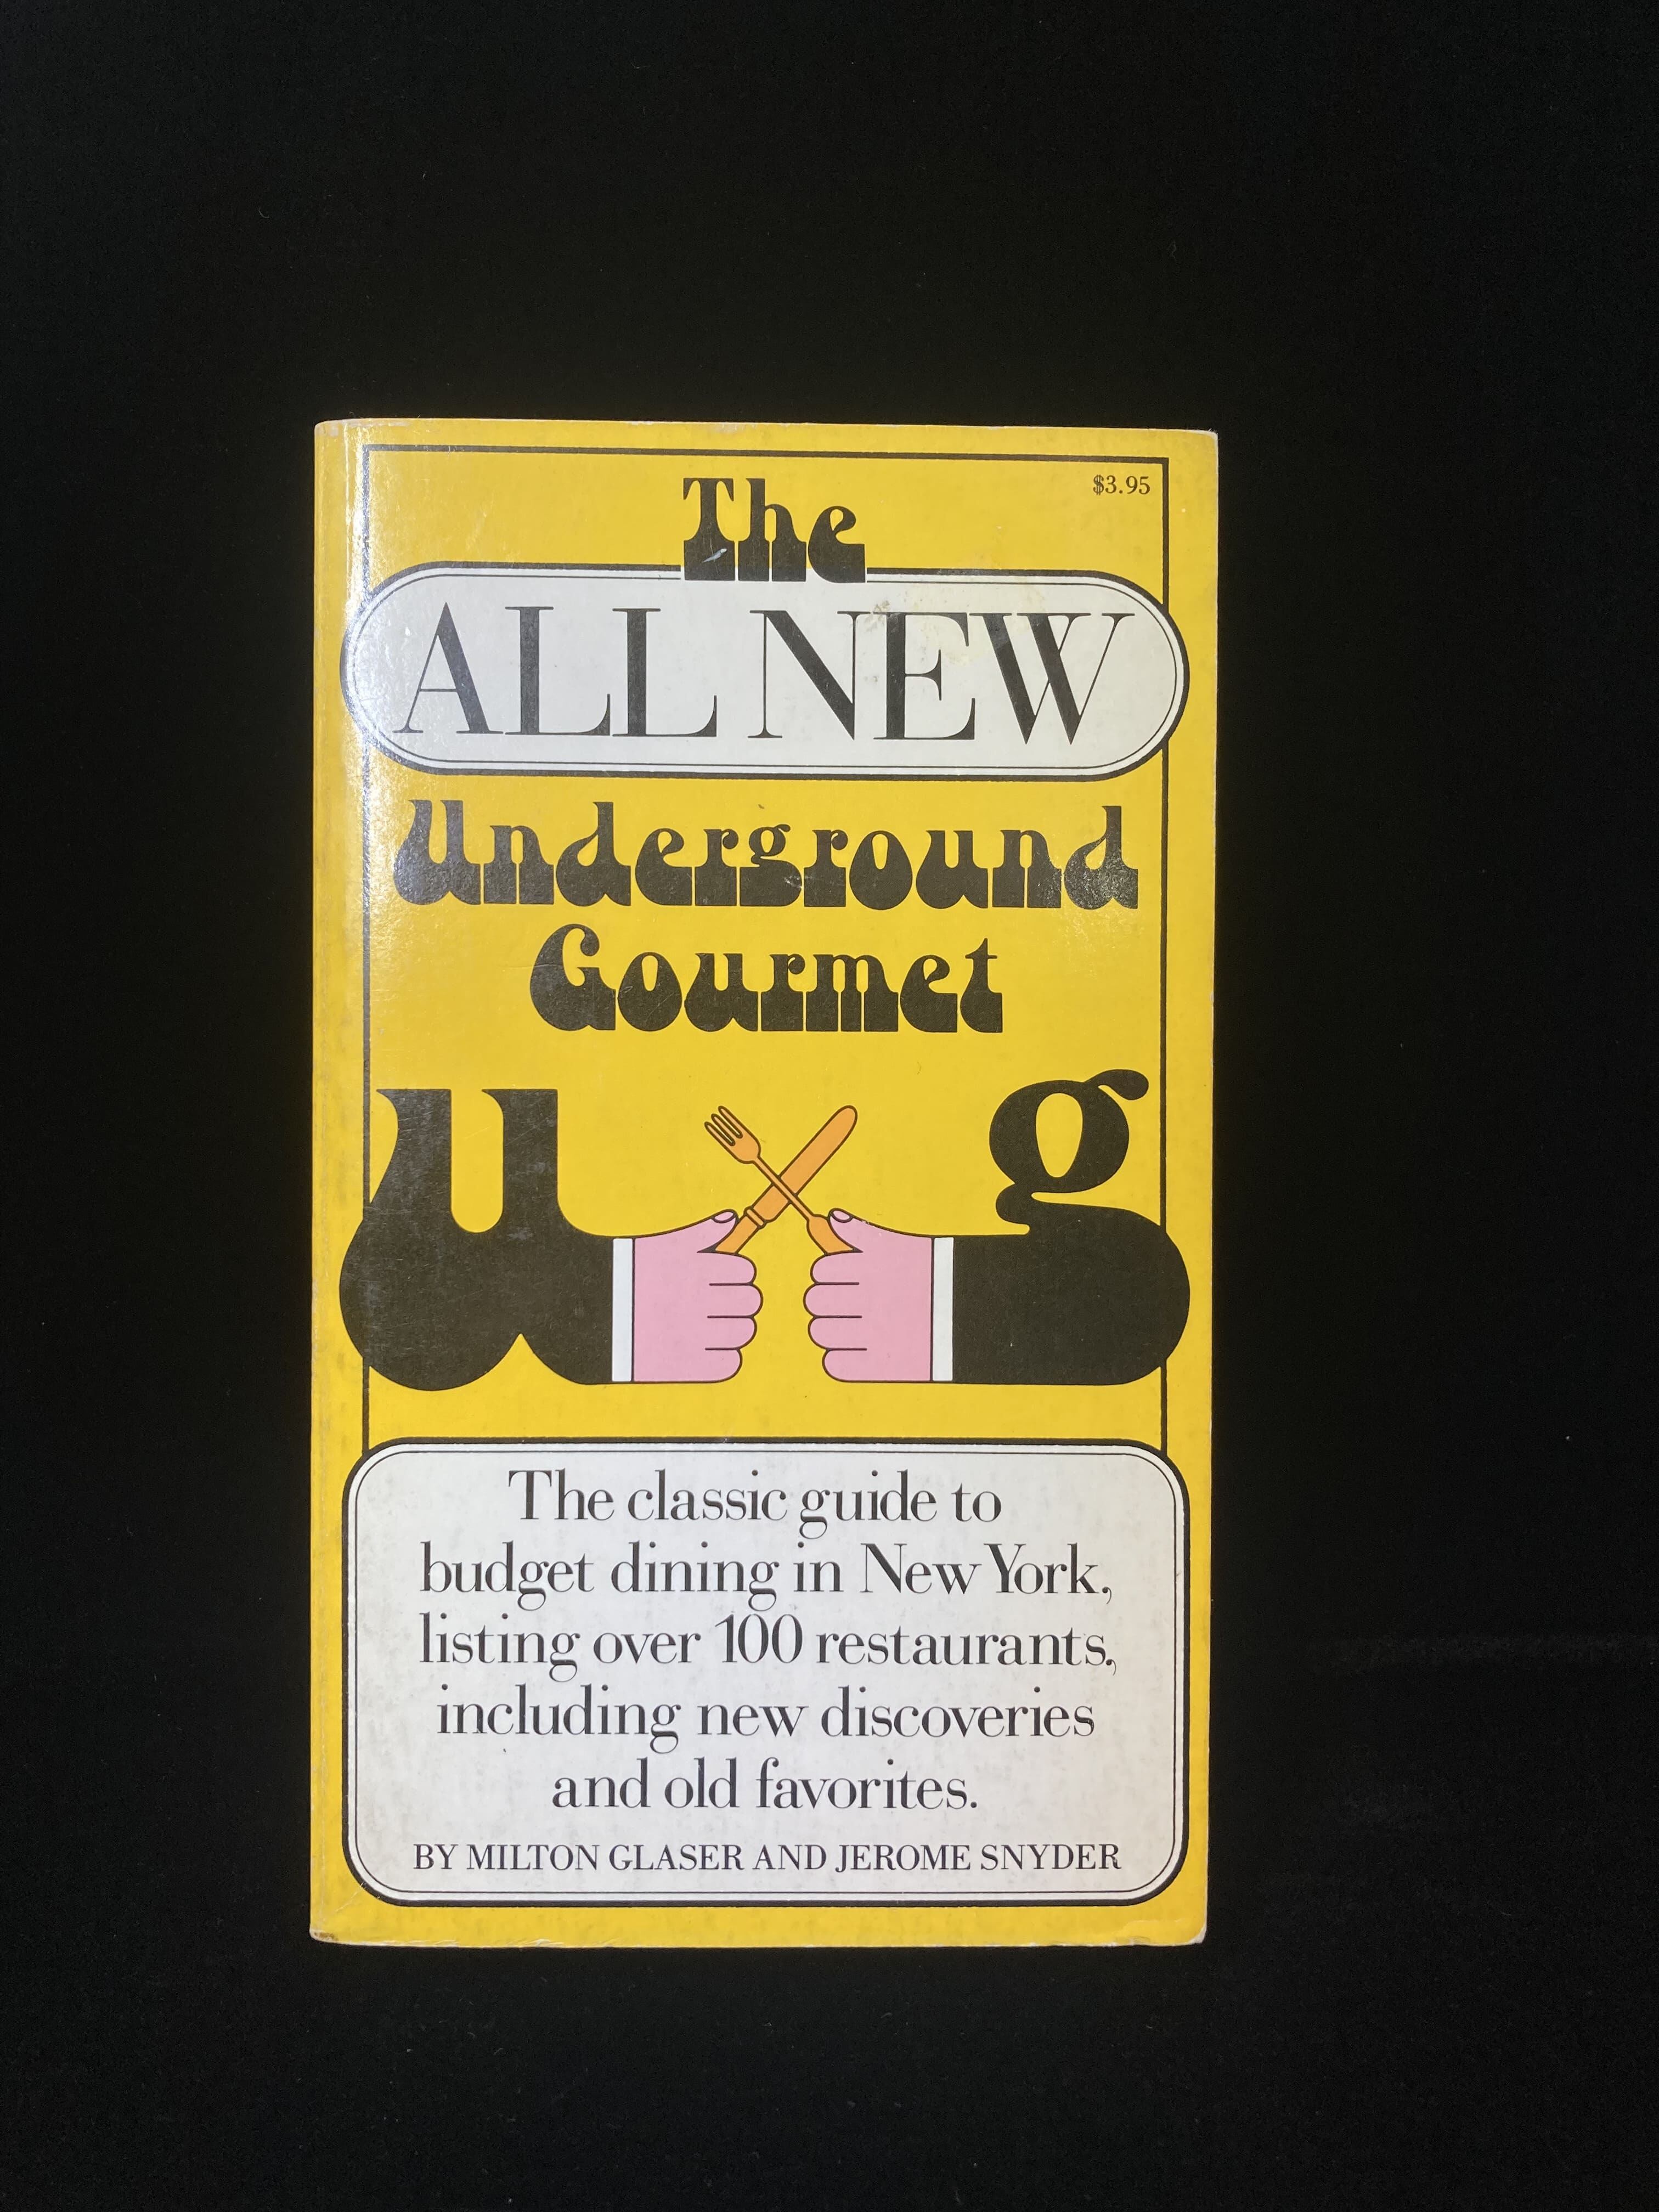 $3.95
The
ALL NEW
Underground
Gourmet
u g
The classic guide to
budget dining in New York,
listing over 100 restaurants,
including new discoveries
and old favorites.
BY MILTON GLASER AND JEROME SNYDER